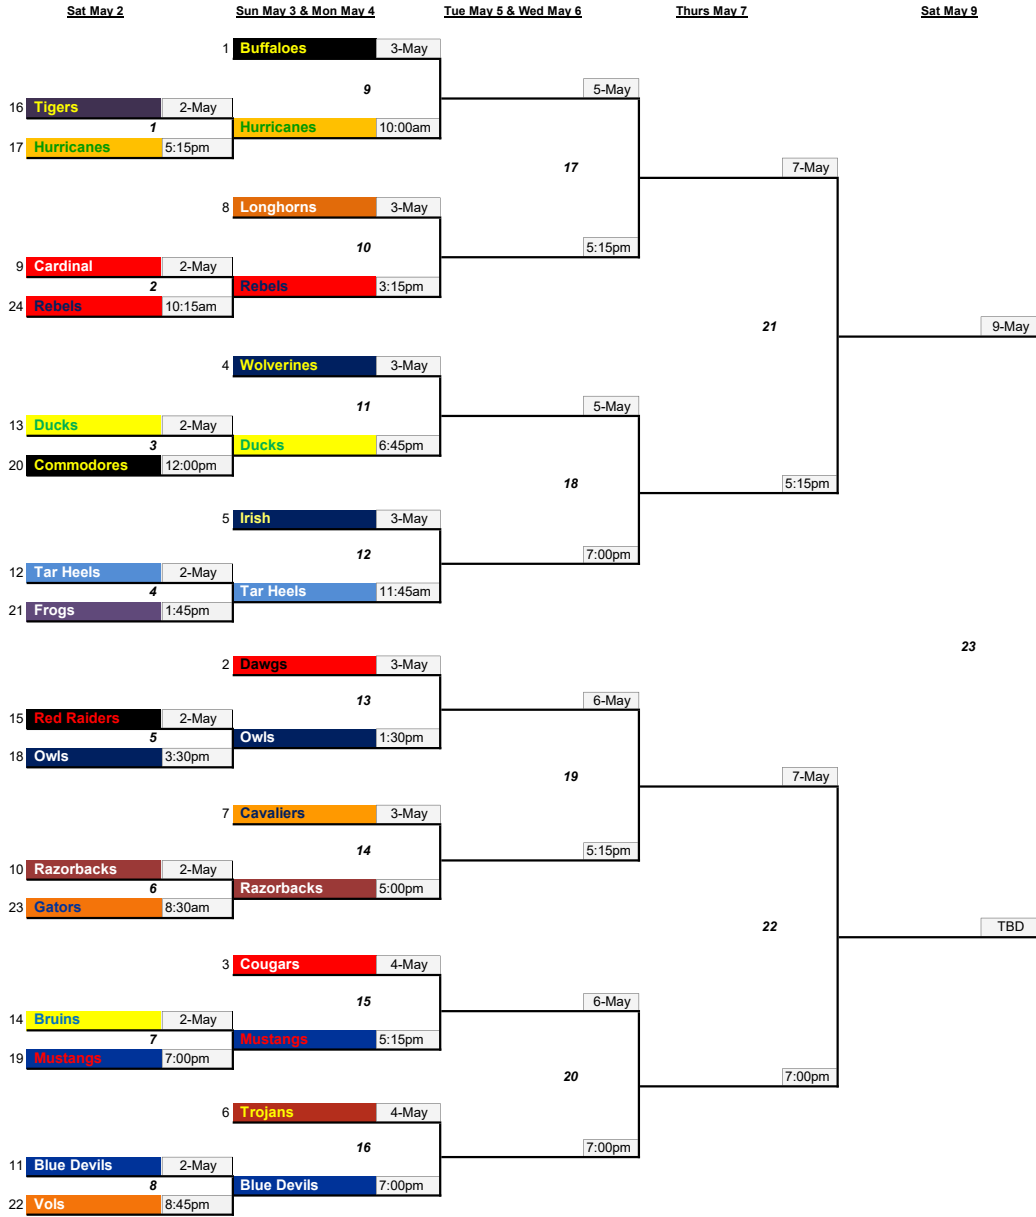 Sat May 2 Sun May 3 & Mon May 4 Tue May 5 & Wed May 6 Thurs May 7 Sat May 9
1 Buffaloes 3-May
9 5-May
16 Tigers 2-May
1 Hurricanes 10:00am
17 Hurricanes 5:15pm
17 7-May
8 Longhorns 3-May
10 5:15pm
9 Cardinal 2-May
2 Rebels 3:15pm
24 Rebels 10:15am
21 9-May
4 Wolverines 3-May
11 5-May
13 Ducks 2-May
3 Ducks 6:45pm
20 Commodores 12:00pm
18 5:15pm
5 Irish 3-May
12 7:00pm
12 Tar Heels 2-May
4 Tar Heels 11:45am
21 Frogs 1:45pm
23
2 Dawgs 3-May
13 6-May
15 Red Raiders 2-May
5 Owls 1:30pm
18 Owls 3:30pm
19 7-May
7 Cavaliers 3-May
14 5:15pm
10 Razorbacks 2-May
6 Razorbacks 5:00pm
23 Gators 8:30am
22 TBD
3 Cougars 4-May
15 6-May
14 Bruins 2-May
7 Mustangs 5:15pm
19 Mustangs 7:00pm
20 7:00pm
6 Trojans 4-May
16 7:00pm
11 Blue Devils 2-May
8 Blue Devils 7:00pm
22 Vols 8:45pm